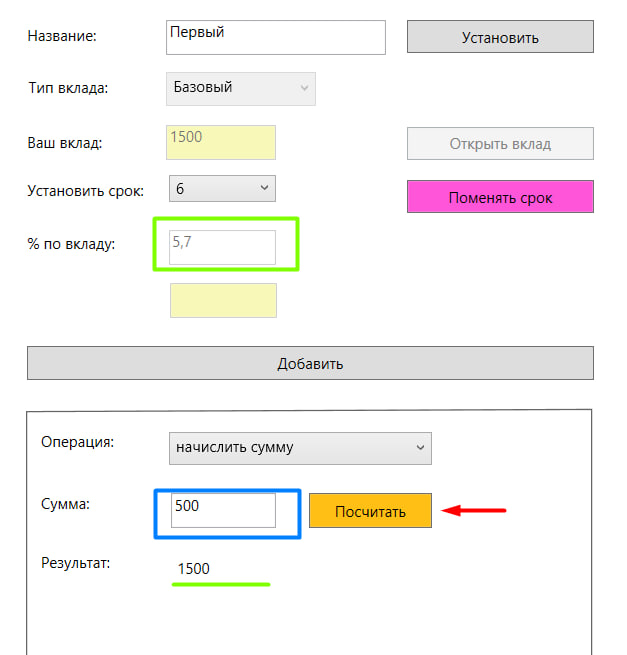 Название: Первый Установить
Тип вклада: Базовый
Ваш вклад: 1500 Открыть вклад
Установить срок: 6 Поменять срок
% по вкладу: 5,7
Добавить
Операция: начислить сумму
Сумма: 500 Посчитать
Результат: 1500